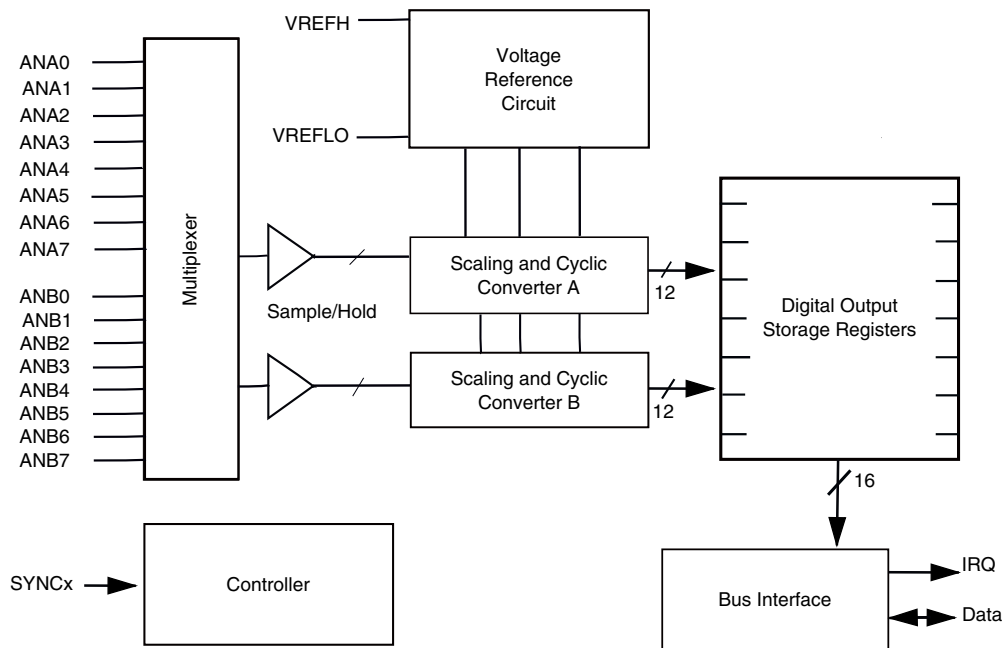 VREFH
Voltage
Reference
Circuit
VREFLO
ANA0
ANA1
ANA2
ANA3
ANA4
ANA5
ANA6
ANA7
ANB0
ANB1
ANB2
ANB3
ANB4
ANB5
ANB6
ANB7
Multiplexer
Sample/Hold
Scaling and Cyclic
Converter A
12
Scaling and Cyclic
Converter B
12
Digital Output
Storage Registers
16
SYNCx
Controller
Bus Interface
IRQ
Data